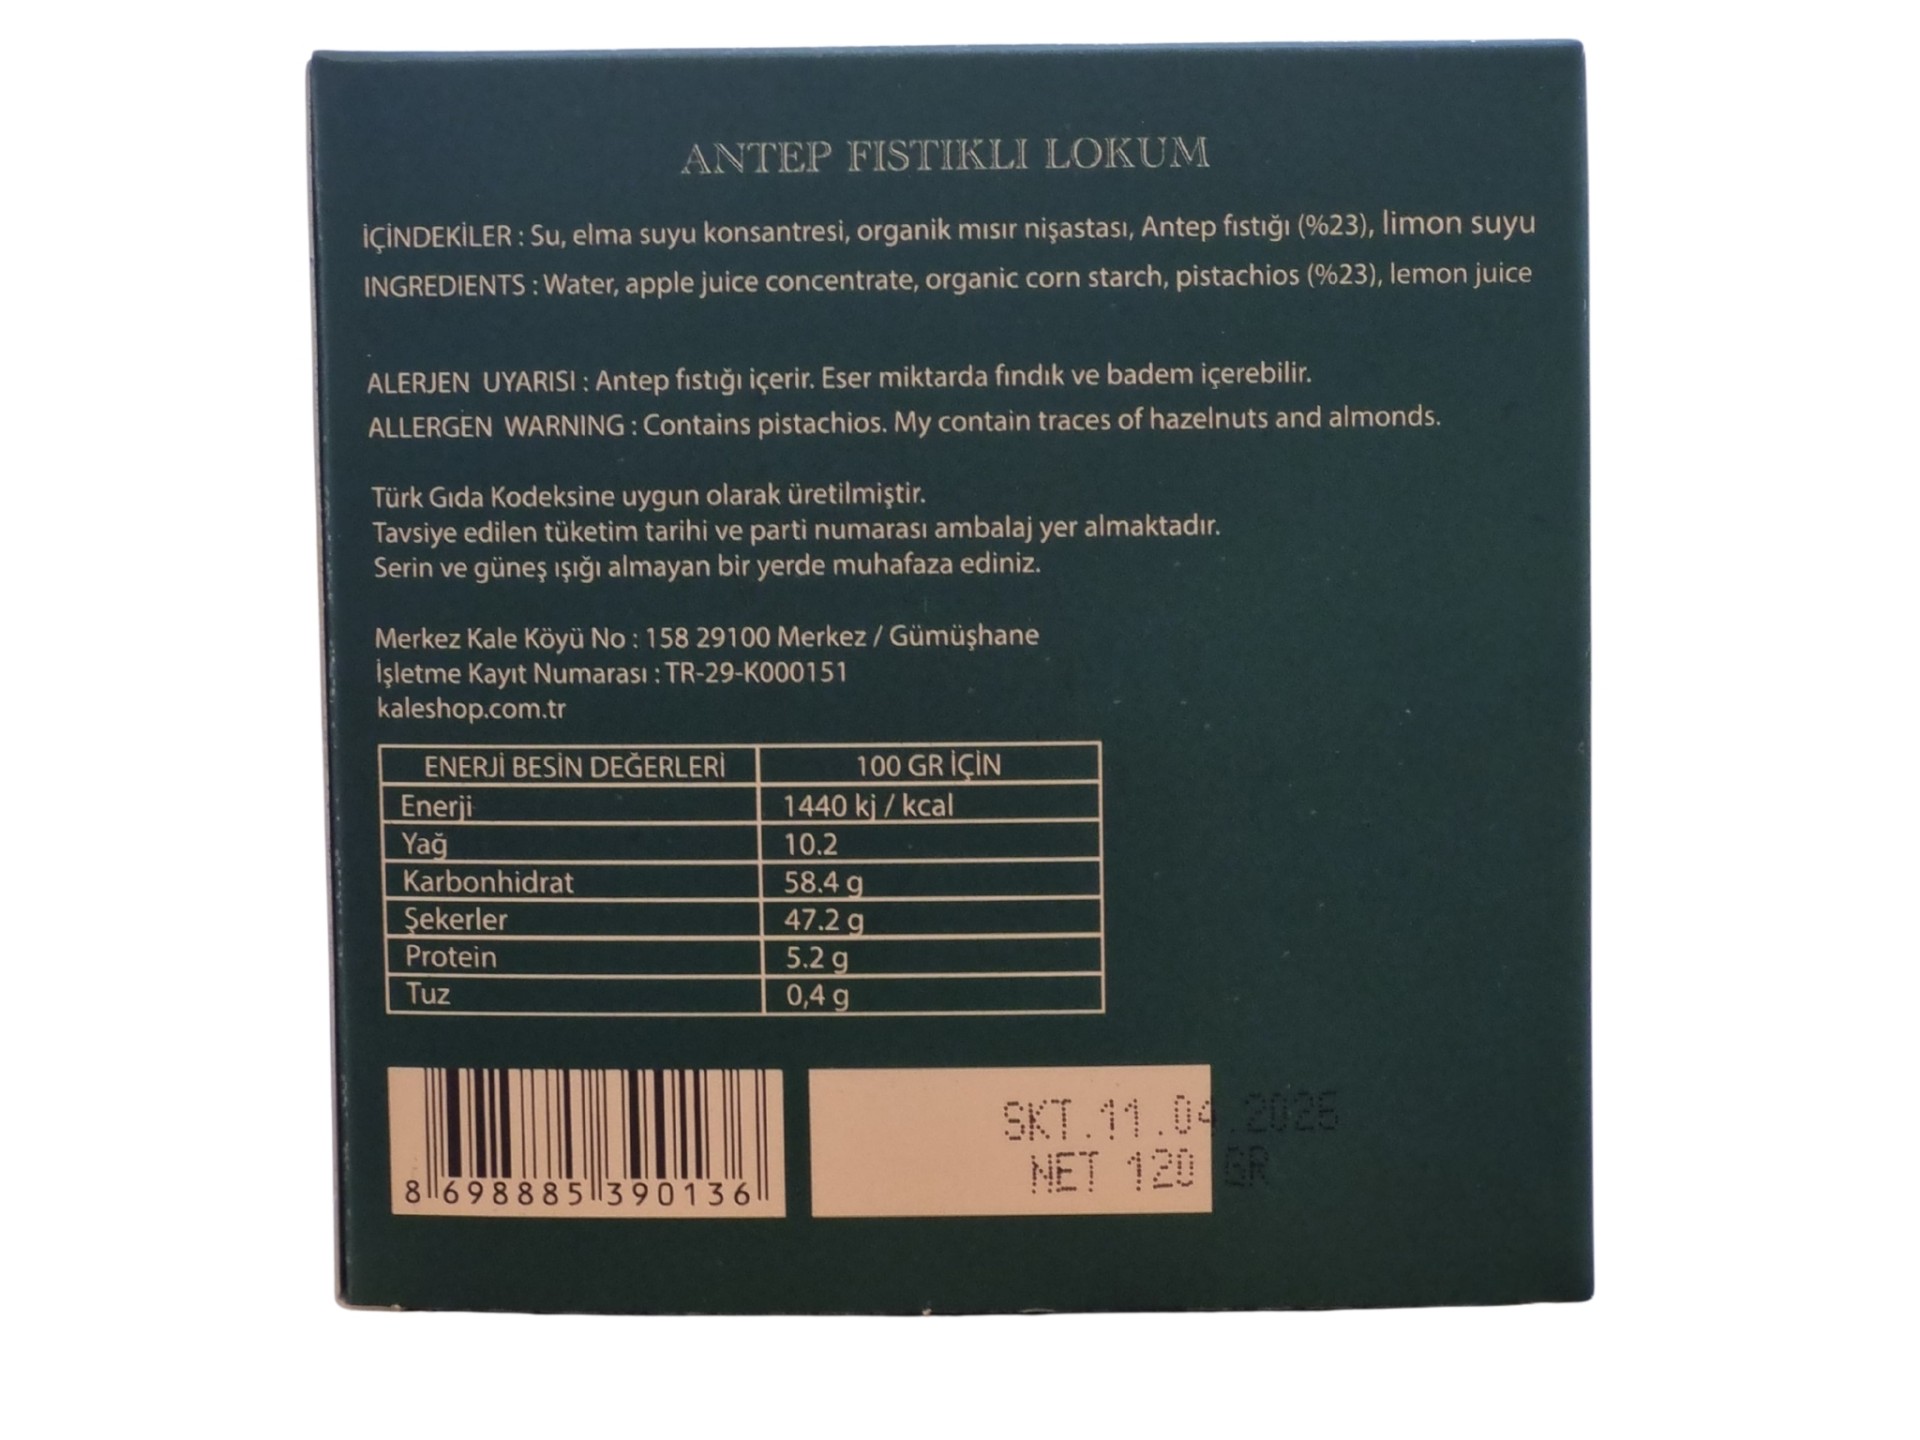 ANTEP FISTIKLI LOKUM
İÇİNDEKİLER : Su, elma suyu konsantresi, organik mısır nişastası, Antep fıstığı (%23), limon suyu
INGREDIENTS : Water, apple juice concentrate, organic corn starch, pistachios (%23), lemon juice
ALERJEN UYARISI : Antep fıstığı içerir. Eser miktarda fındık ve badem içerebilir.
ALLERGEN WARNING : Contains pistachios. My contain traces of hazelnuts and almonds.
Türk Gıda Kodeksine uygun olarak üretilmiştir.
Tavsiye edilen tüketim tarihi ve parti numarası ambalaj yer almaktadır.
Serin ve güneş ışığı almayan bir yerde muhafaza ediniz.
Merkez Kale Köyü No : 158 29100 Merkez / Gümüşhane
İşletme Kayıt Numarası : TR-29-K000151
kaleshop.com.tr
ENERJİ BESİN DEĞERLERİ 100 GR İÇİN
Enerji 1440 kj / kcal
Yağ 10.2
Karbonhidrat 58.4 g
Şekerler 47.2 g
Protein 5.2 g
Tuz 0,4 g
8 698885 390136
SKT.11.04.2026
NET 120 GR